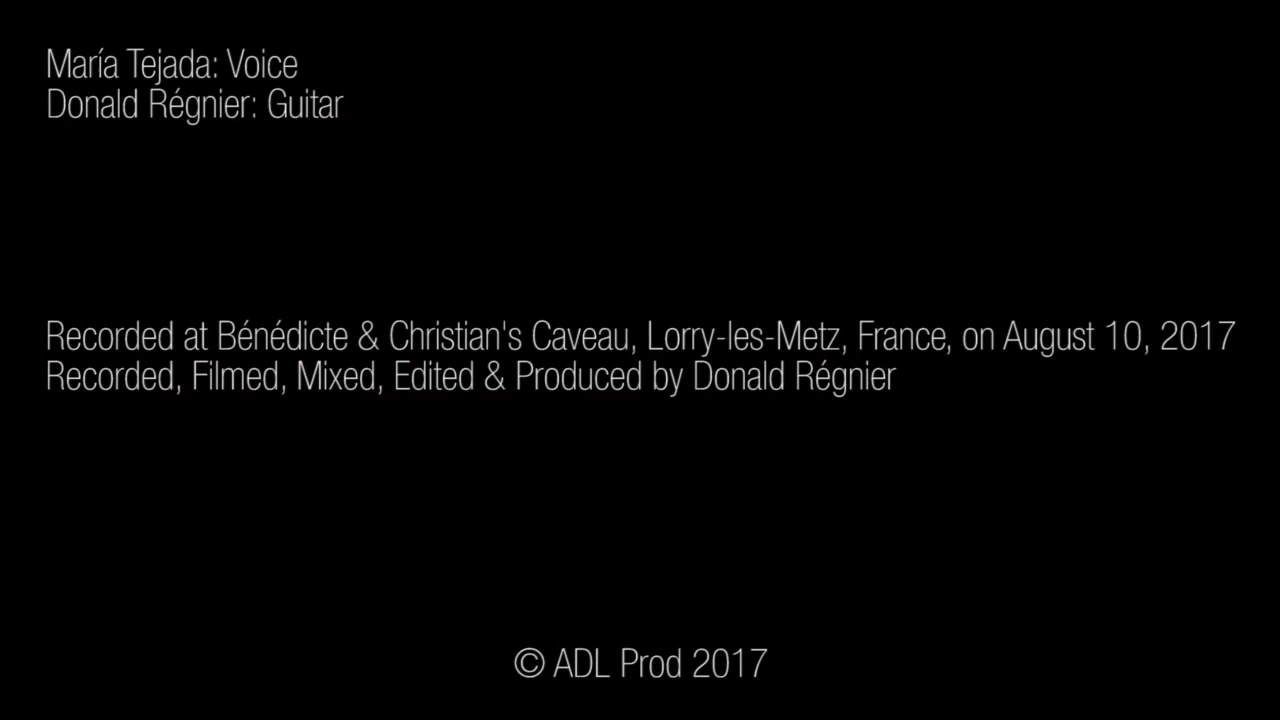 María Tejada: Voice
Donald Régnier: Guitar
Recorded at Bénédicte & Christian's Caveau, Lorry-les-Metz, France, on August 10, 2017
Recorded, Filmed, Mixed, Edited & Produced by Donald Régnier
© ADL Prod 2017